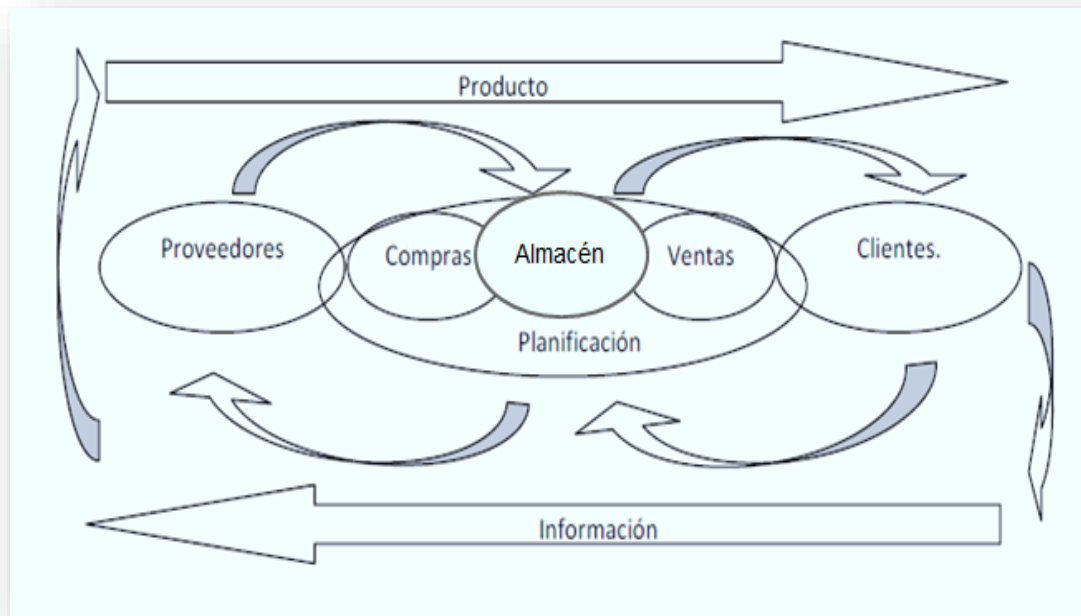 Producto
Proveedores
Compras
Almacén
Ventas
Clientes.
Planificación
Información